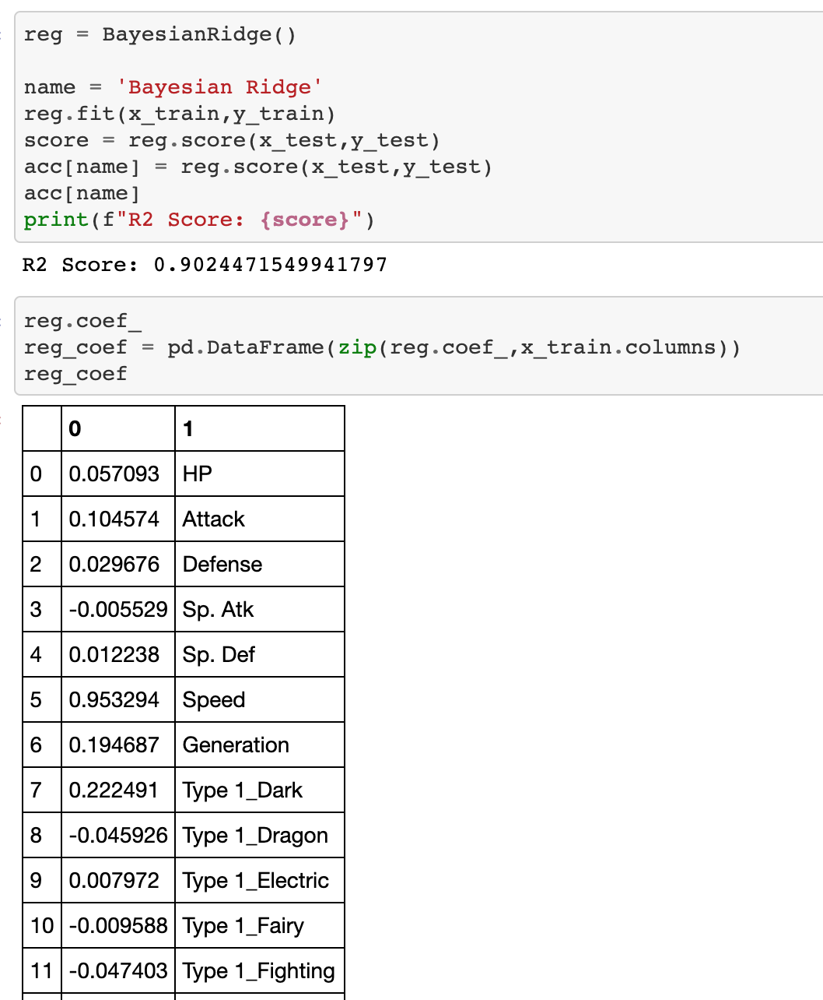 reg = BayesianRidge()
name = 'Bayesian Ridge'
reg.fit(x_train,y_train)
score = reg.score(x_test,y_test)
acc[name] = reg.score(x_test,y_test)
acc[name]
print(f"R2 Score: {score}")
R2 Score: 0.9024471549941797
reg.coef_
reg_coef = pd.DataFrame(zip(reg.coef_,x_train.columns))
reg_coef
0 1
0 0.057093 HP
1 0.104574 Attack
2 0.029676 Defense
3 -0.005529 Sp. Atk
4 0.012238 Sp. Def
5 0.953294 Speed
6 0.194687 Generation
7 0.222491 Type 1_Dark
8 -0.045926 Type 1_Dragon
9 0.007972 Type 1_Electric
10 -0.009588 Type 1_Fairy
11 -0.047403 Type 1_Fighting